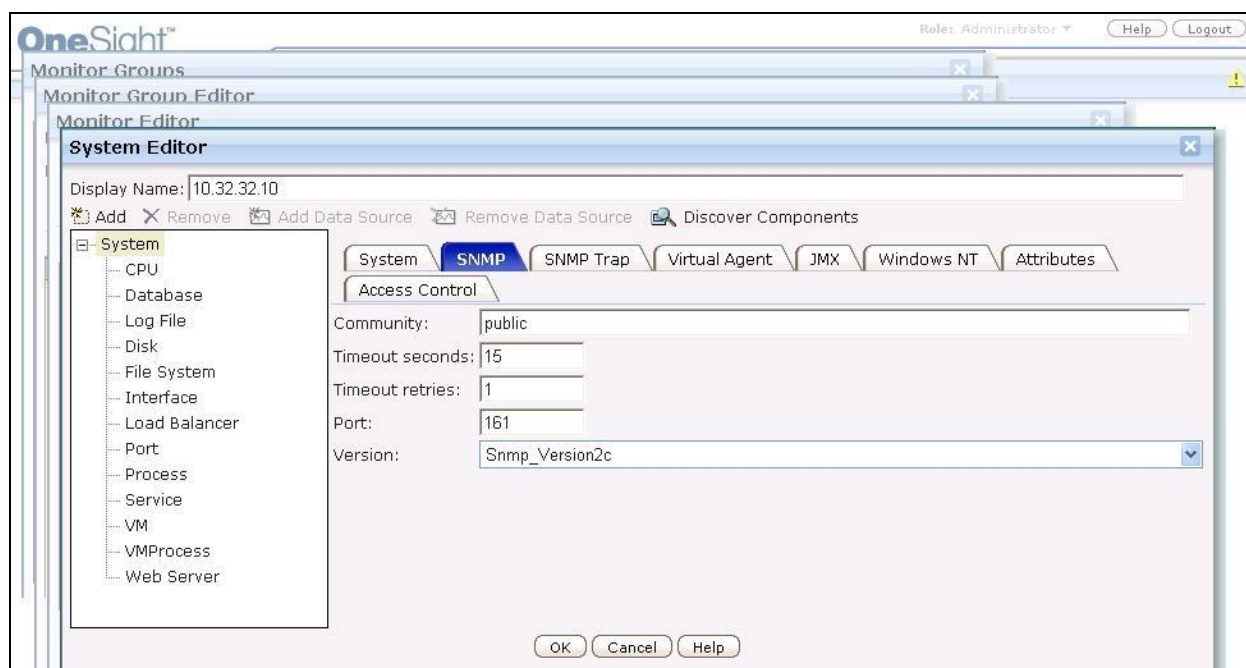 OneSight™
Role: Administrator
Help
Logout
Monitor Groups
Monitor Group Editor
Monitor Editor
System Editor
Display Name: 10.32.32.10
Add Remove Add Data Source Remove Data Source Discover Components
System
CPU
Database
Log File
Disk
File System
Interface
Load Balancer
Port
Process
Service
VM
VMProcess
Web Server
System SNMP SNMP Trap Virtual Agent JMX Windows NT Attributes
Access Control
Community: public
Timeout seconds: 15
Timeout retries: 1
Port: 161
Version: Snmp_Version2c
OK Cancel Help